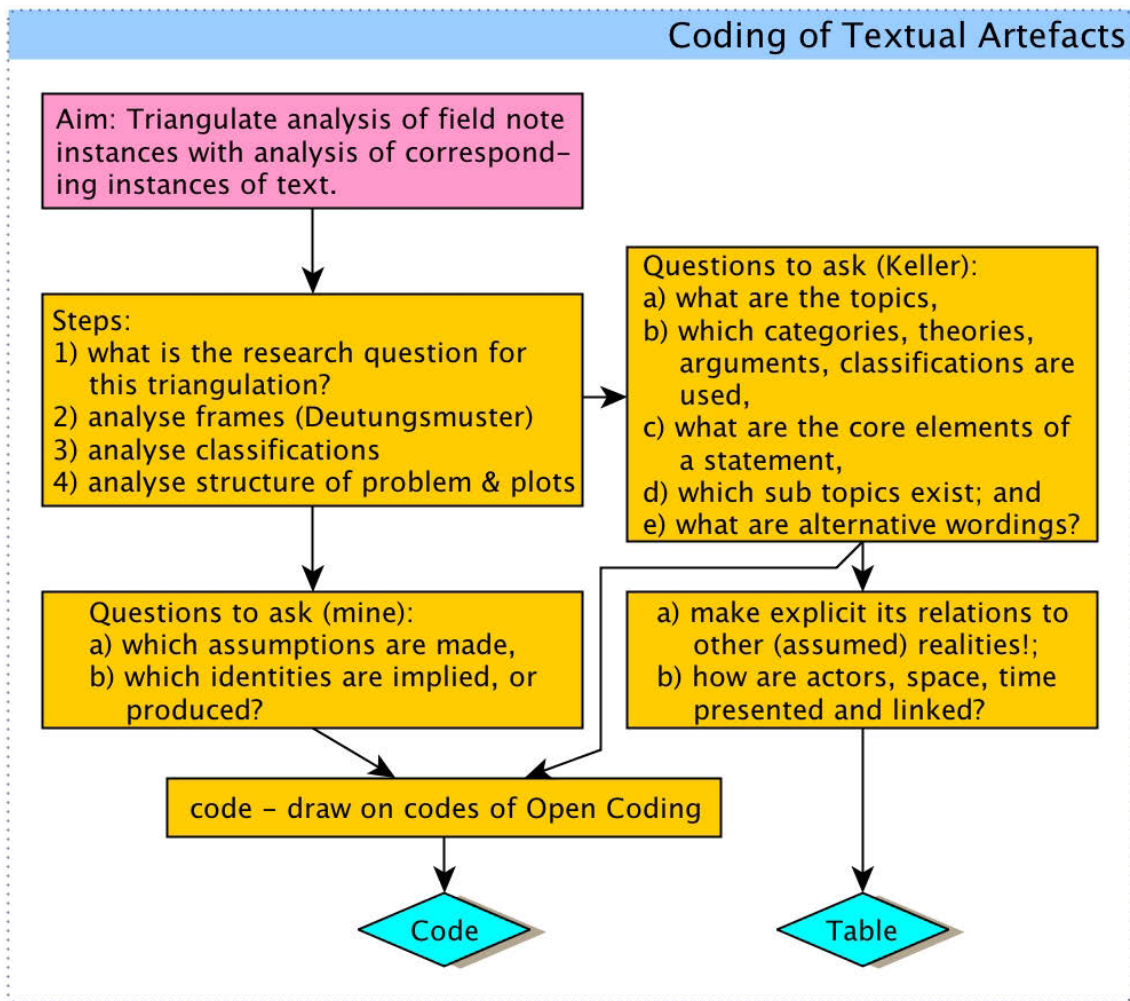 Coding of Textual Artefacts
Aim: Triangulate analysis of field note
instances with analysis of correspond-
ing instances of text.
Steps:
1) what is the research question for
this triangulation?
2) analyse frames (Deutungsmuster)
3) analyse classifications
4) analyse structure of problem & plots
Questions to ask (Keller):
a) what are the topics,
b) which categories, theories,
arguments, classifications are
used,
c) what are the core elements of
a statement,
d) which sub topics exist; and
e) what are alternative wordings?
Questions to ask (mine):
a) which assumptions are made,
b) which identities are implied, or
produced?
a) make explicit its relations to
other (assumed) realities!;
b) how are actors, space, time
presented and linked?
code – draw on codes of Open Coding
Code
Table